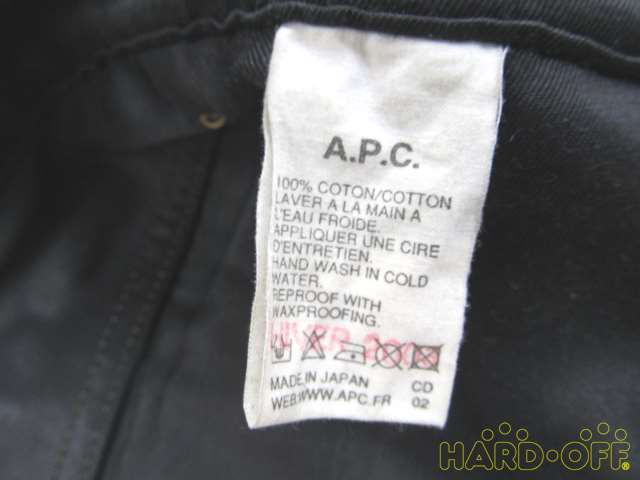 A.P.C.
100% COTON/COTTON
LAVER A LA MAIN A
L'EAU FROIDE.
APPLIQUER UNE CIRE
D'ENTRETIEN.
HAND WASH IN COLD
WATER.
REPROOF WITH
WAXPROOFING.
HIVER
MADE IN JAPAN CD
WEB.WWW.APC.FR 02
HARD·OFF®